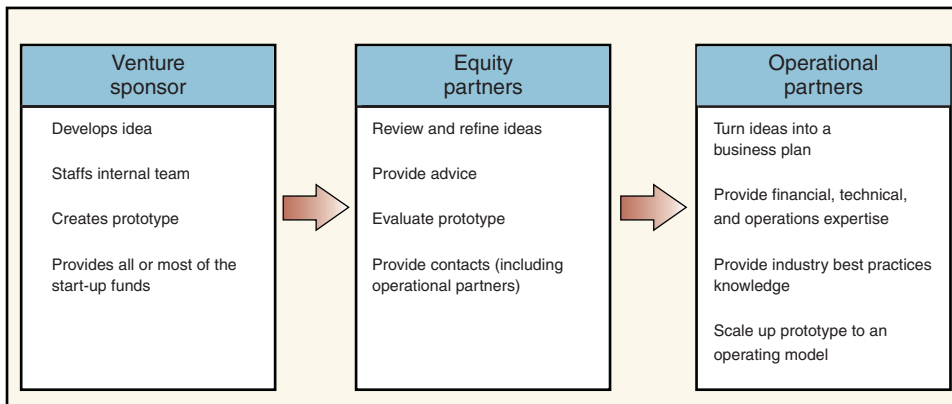 Venture
sponsor
Develops idea
Staffs internal team
Creates prototype
Provides all or most of the
start-up funds
Equity
partners
Review and refine ideas
Provide advice
Evaluate prototype
Provide contacts (including
operational partners)
Operational
partners
Turn ideas into a
business plan
Provide financial, technical,
and operations expertise
Provide industry best practices
knowledge
Scale up prototype to an
operating model